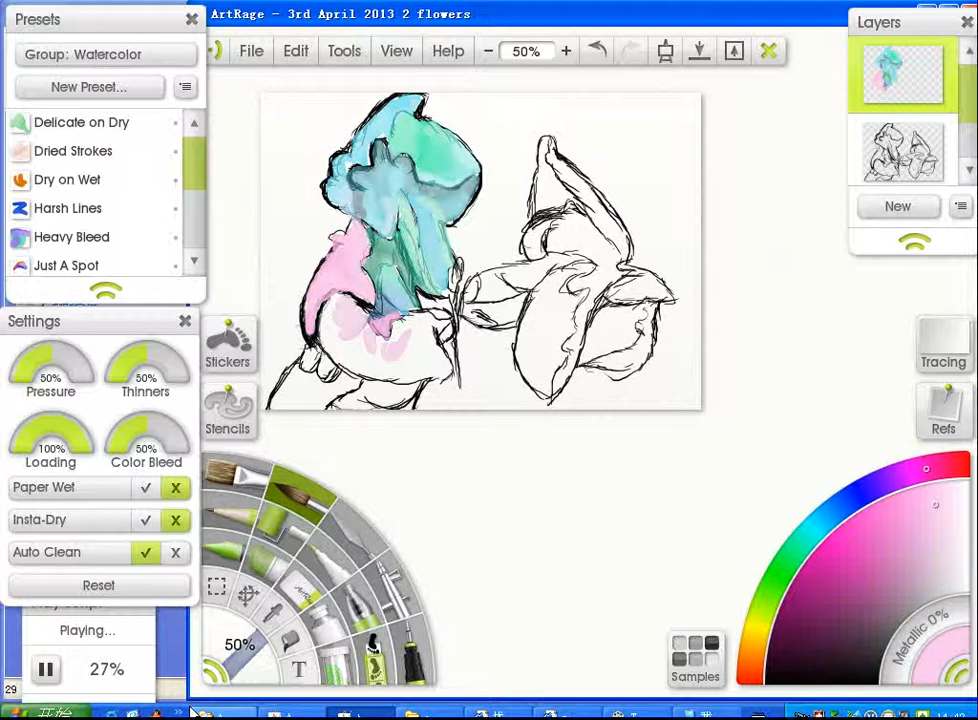 Presets
Group: Watercolor
New Preset...
Delicate on Dry
Dried Strokes
Dry on Wet
Harsh Lines
Heavy Bleed
Just A Spot
Settings
50%
Pressure
50%
Thinners
100%
Loading
50%
Color Bleed
Paper Wet
Insta-Dry
Auto Clean
Reset
Playing...
27%
29
开始
ArtRage - 3rd April 2013 2 flowers
File
Edit
Tools
View
Help
50%
Stickers
Stencils
50%
T
Layers
New
Tracing
Refs
Samples
Metallic 0%